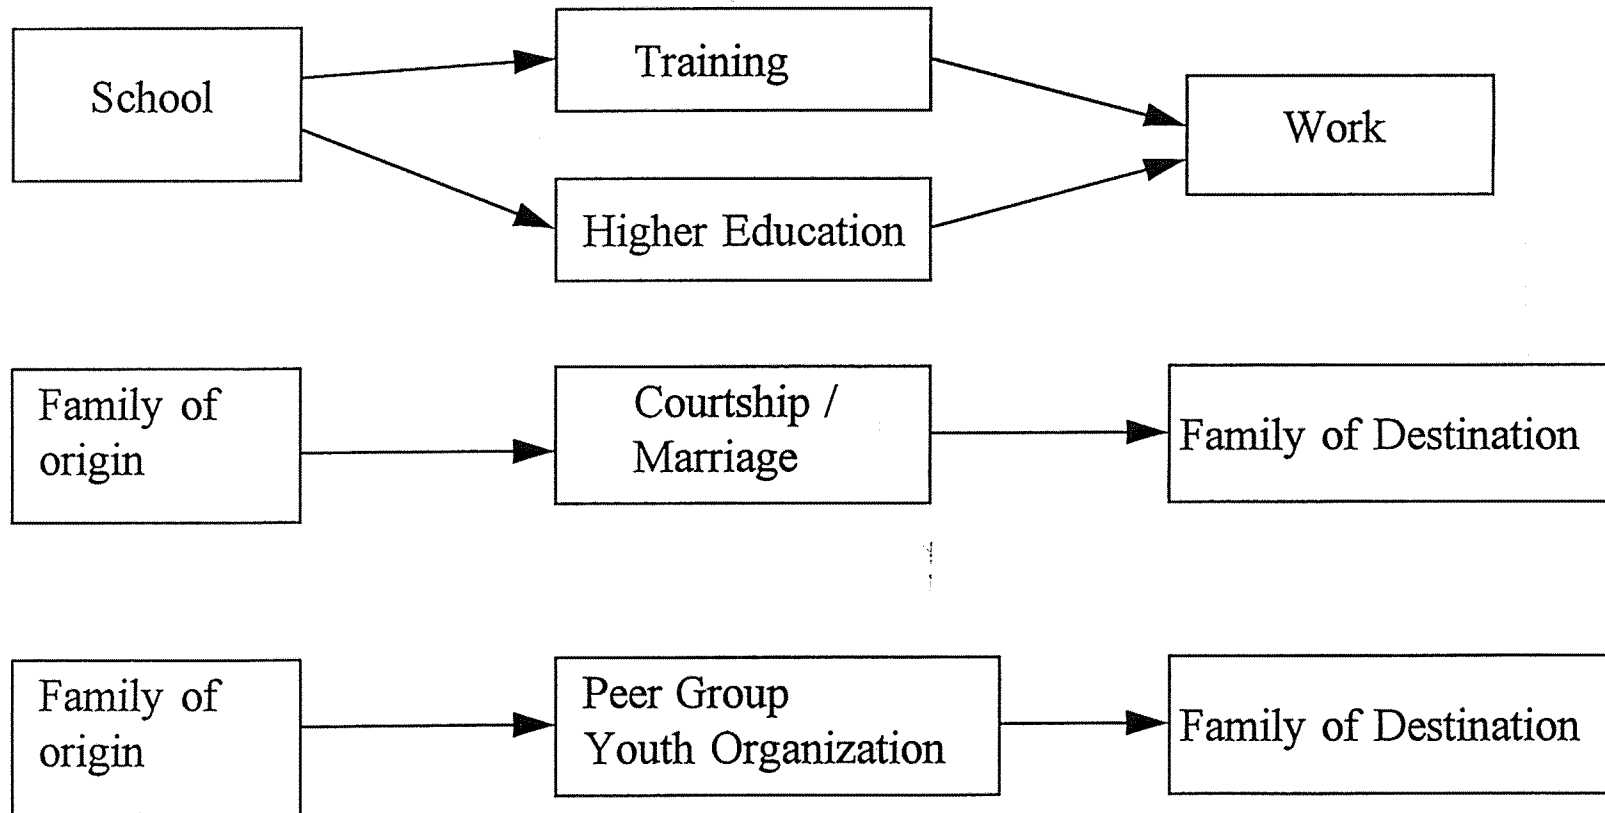 School
Training
Higher Education
Work
Family of
origin
Courtship /
Marriage
Family of Destination
Family of
origin
Peer Group
Youth Organization
Family of Destination